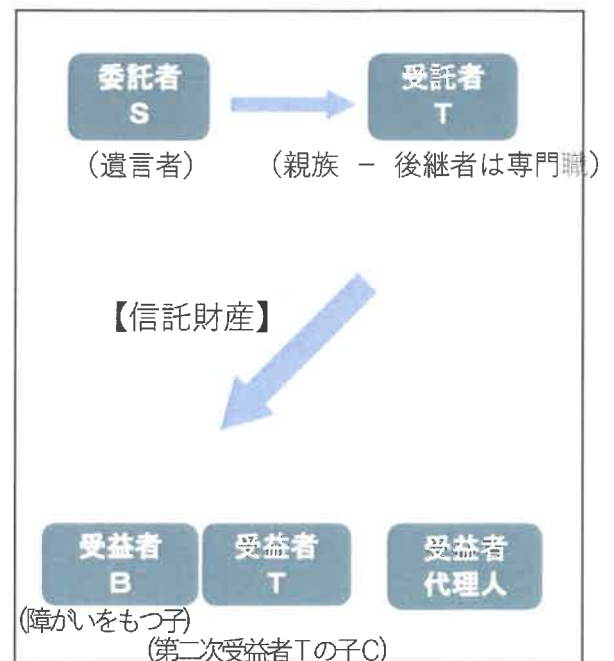 委託者
S
受託者
T
(遺言者)
(親族 − 後継者は専門職)
【信託財産】
受益者
B
受益者
T
受益者
代理人
(障がいをもつ子)
(第二次受益者Tの子C)